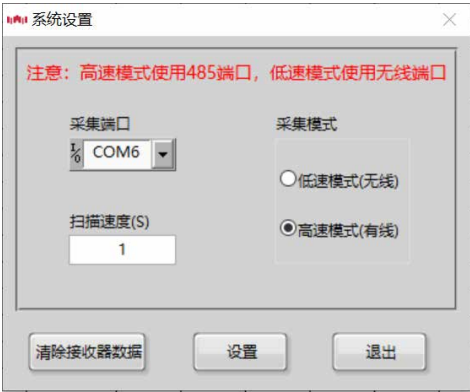 系统设置
注意：高速模式使用485端口，低速模式使用无线端口
采集端口
I/O COM6
采集模式
低速模式(无线)
扫描速度(S)
1
高速模式(有线)
清除接收器数据
设置
退出